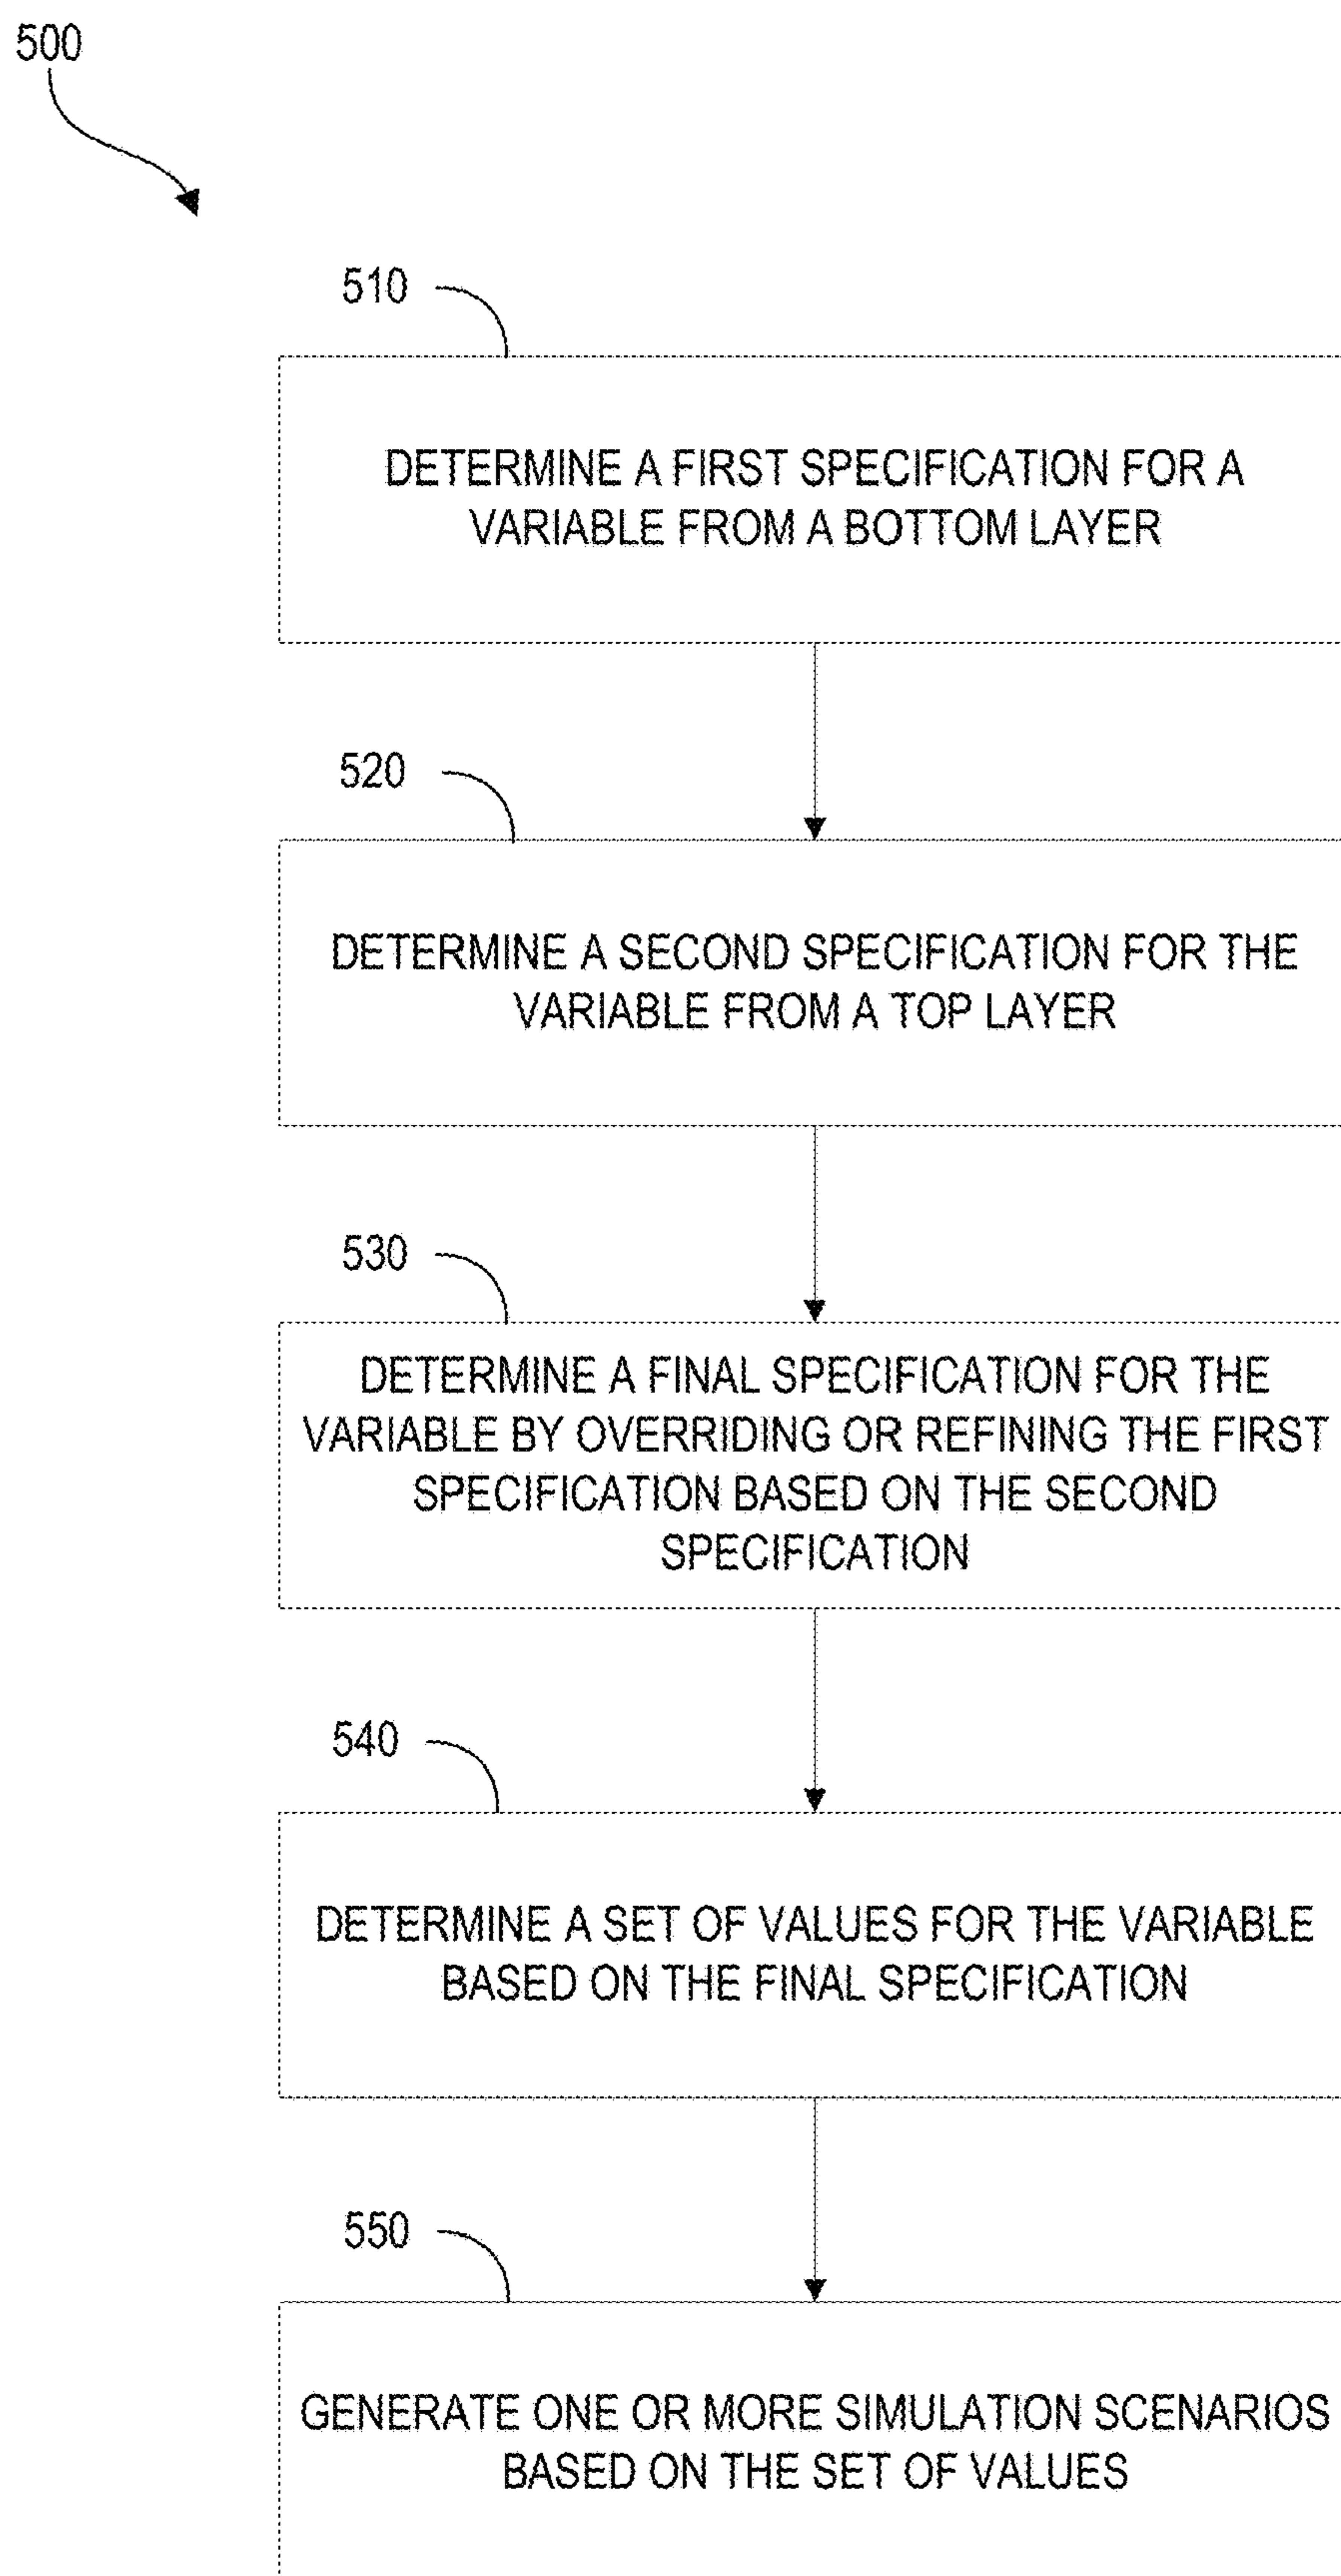 500
510
DETERMINE A FIRST SPECIFICATION FOR A
VARIABLE FROM A BOTTOM LAYER
520
DETERMINE A SECOND SPECIFICATION FOR THE
VARIABLE FROM A TOP LAYER
530
DETERMINE A FINAL SPECIFICATION FOR THE
VARIABLE BY OVERRIDING OR REFINING THE FIRST
SPECIFICATION BASED ON THE SECOND
SPECIFICATION
540
DETERMINE A SET OF VALUES FOR THE VARIABLE
BASED ON THE FINAL SPECIFICATION
550
GENERATE ONE OR MORE SIMULATION SCENARIOS
BASED ON THE SET OF VALUES